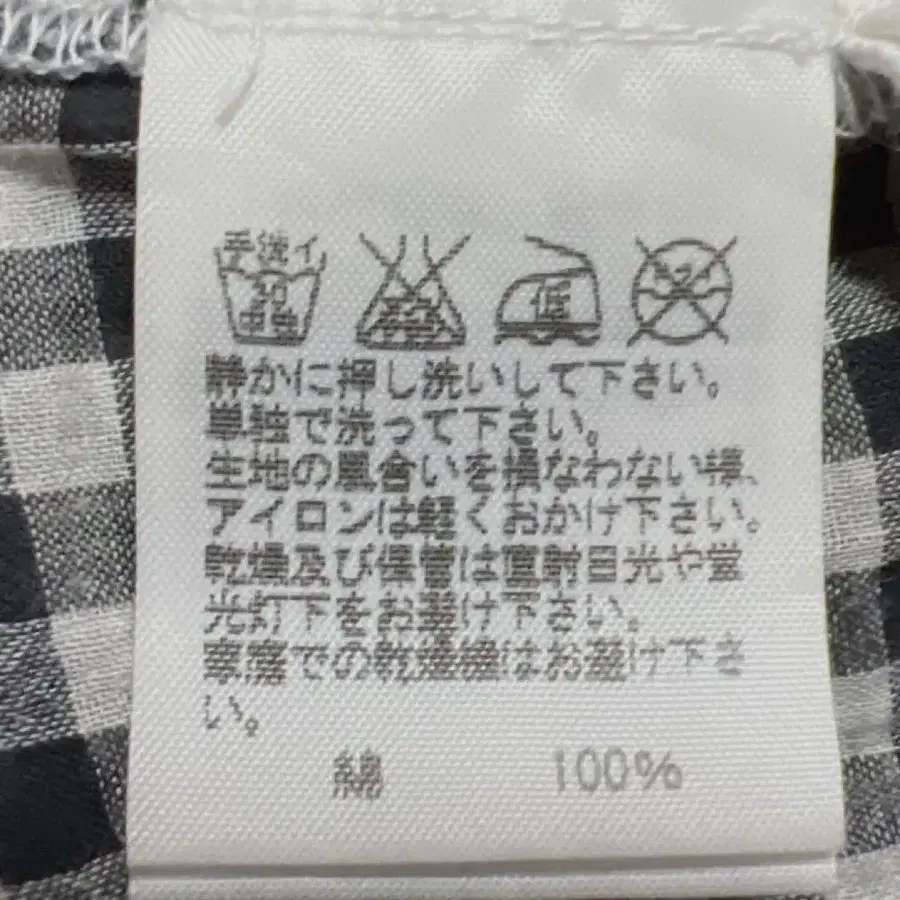 手洗イ
中性
低
静かに押し洗いして下さい。
単独で洗って下さい。
生地の風合いを損なわない様、
アイロンは軽くおかけ下さい。
乾燥及び保管は直射日光や蛍
光灯下をお避け下さい。
家庭での乾燥機はお避け下さ
い。
綿 100%